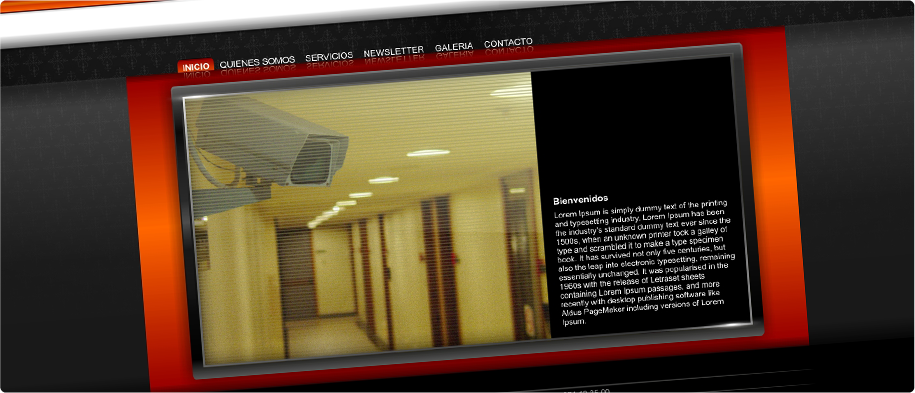 INICIO QUIENES SOMOS SERVICIOS NEWSLETTER GALERIA CONTACTO
Bienvenidos
Lorem Ipsum is simply dummy text of the printing
and typesetting industry. Lorem Ipsum has been
the industry's standard dummy text ever since the
1500s, when an unknown printer took a galley of
type and scrambled it to make a type specimen
book. It has survived not only five centuries, but
also the leap into electronic typesetting, remaining
essentially unchanged. It was popularised in the
1960s with the release of Letraset sheets
containing Lorem Ipsum passages, and more
recently with desktop publishing software like
Aldus PageMaker including versions of Lorem
Ipsum.